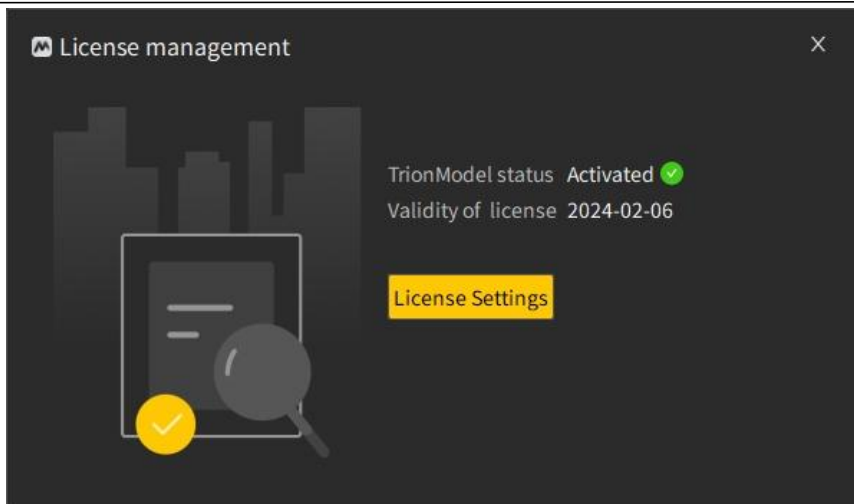 License management
TrionModel status Activated
Validity of license 2024-02-06
License Settings